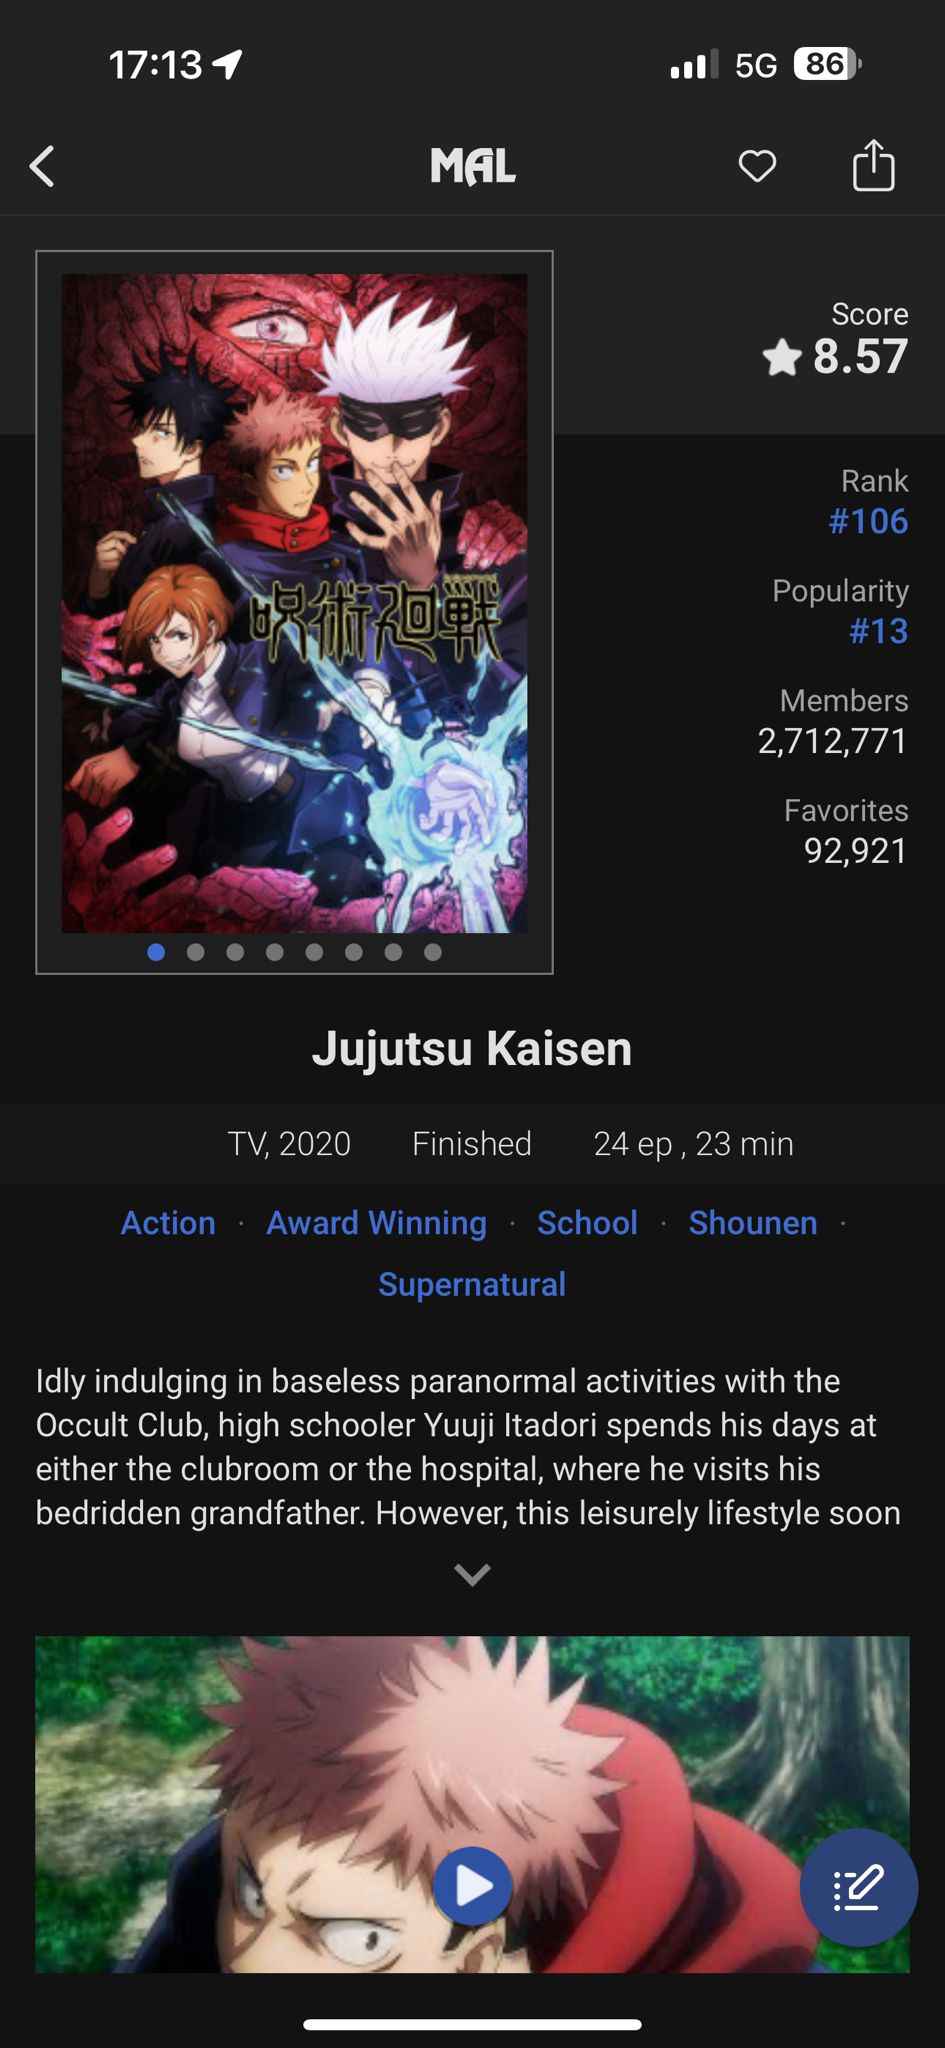 17:13
5G
86
MAL
Score
8.57
Rank
#106
Popularity
#13
Members
2,712,771
Favorites
92,921
呪術廻戦
Jujutsu Kaisen
TV, 2020 Finished 24 ep , 23 min
Action · Award Winning · School · Shounen ·
Supernatural
Idly indulging in baseless paranormal activities with the
Occult Club, high schooler Yuuji Itadori spends his days at
either the clubroom or the hospital, where he visits his
bedridden grandfather. However, this leisurely lifestyle soon